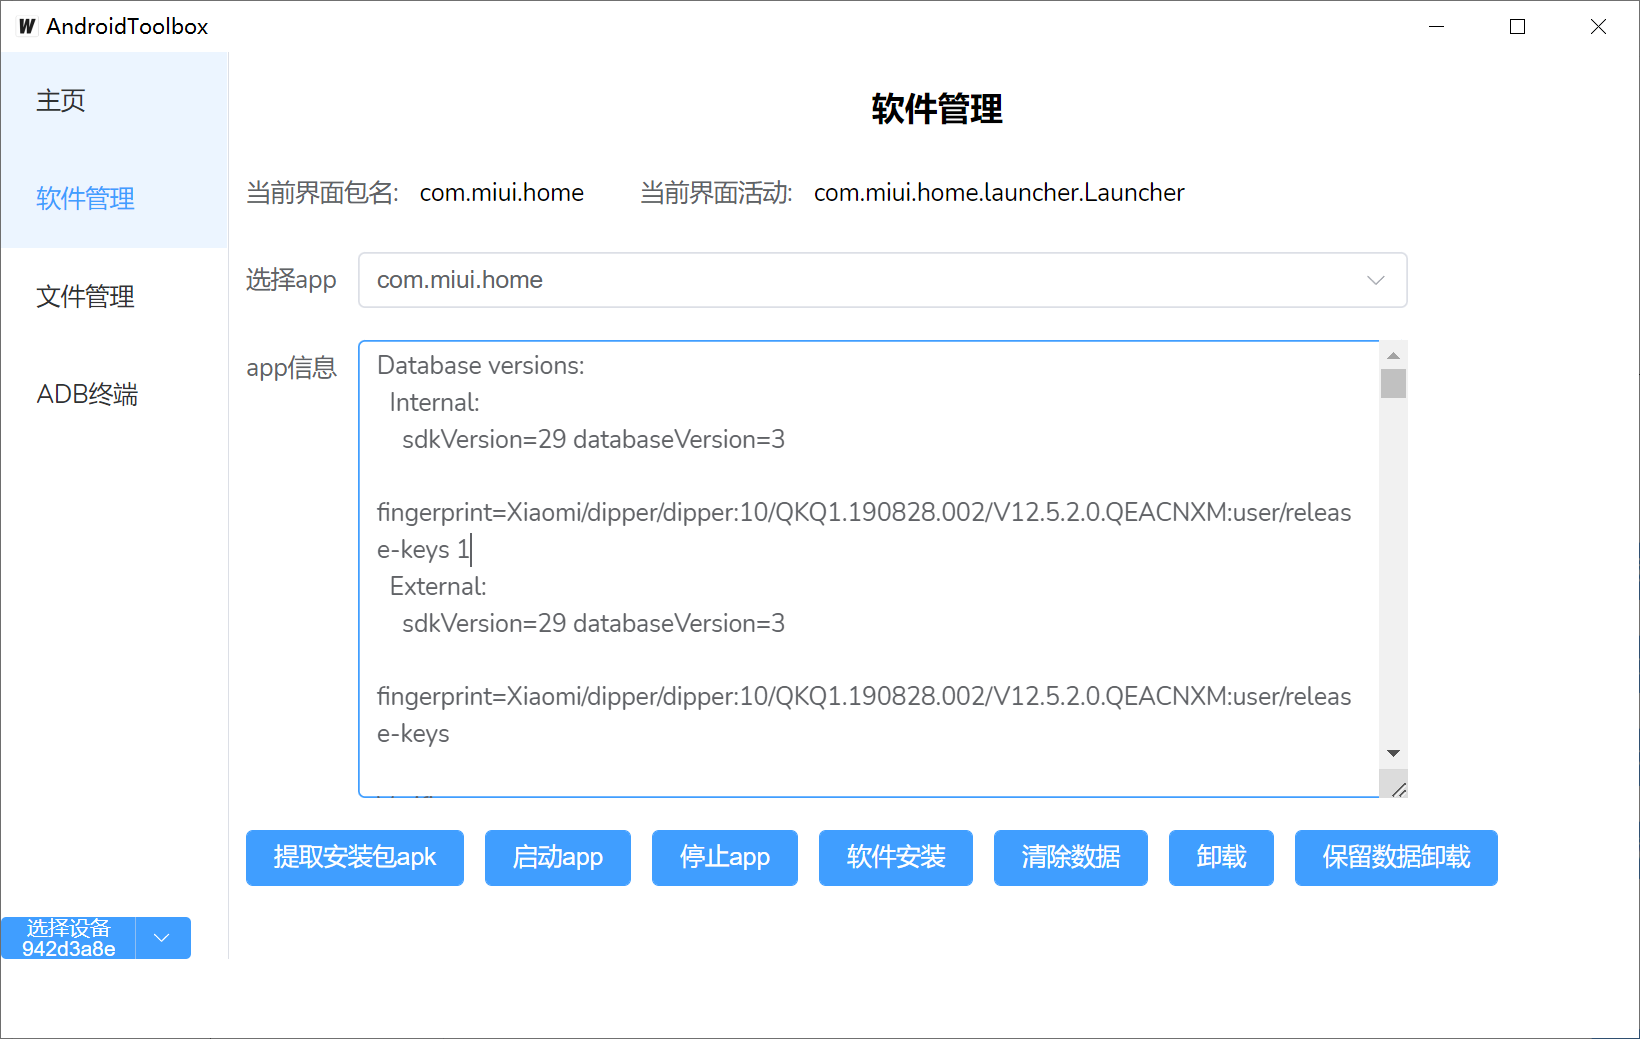 W AndroidToolbox
主页
软件管理
文件管理
ADB终端
软件管理
当前界面包名: com.miui.home 当前界面活动: com.miui.home.launcher.Launcher
选择app com.miui.home
app信息
Database versions:
Internal:
sdkVersion=29 databaseVersion=3
fingerprint=Xiaomi/dipper/dipper:10/QKQ1.190828.002/V12.5.2.0.QEACNXM:user/releas
e-keys 1
External:
sdkVersion=29 databaseVersion=3
fingerprint=Xiaomi/dipper/dipper:10/QKQ1.190828.002/V12.5.2.0.QEACNXM:user/releas
e-keys
提取安装包apk 启动app 停止app 软件安装 清除数据 卸载 保留数据卸载
选择设备
942d3a8e